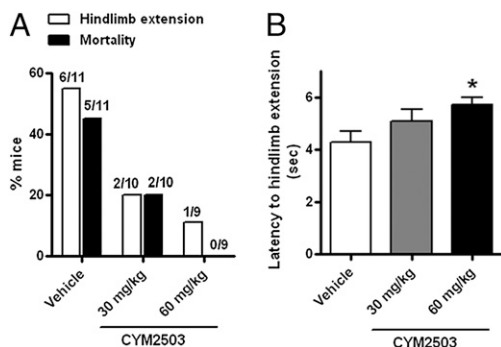 A
Hindlimb extension
Mortality
% mice
60
40
20
0
6/11
5/11
2/10 2/10
1/9
0/9
Vehicle
30 mg/kg
60 mg/kg
CYM2503
B
Latency to hindlimb extension
(sec)
8
6
4
2
0
*
Vehicle
30 mg/kg
60 mg/kg
CYM2503